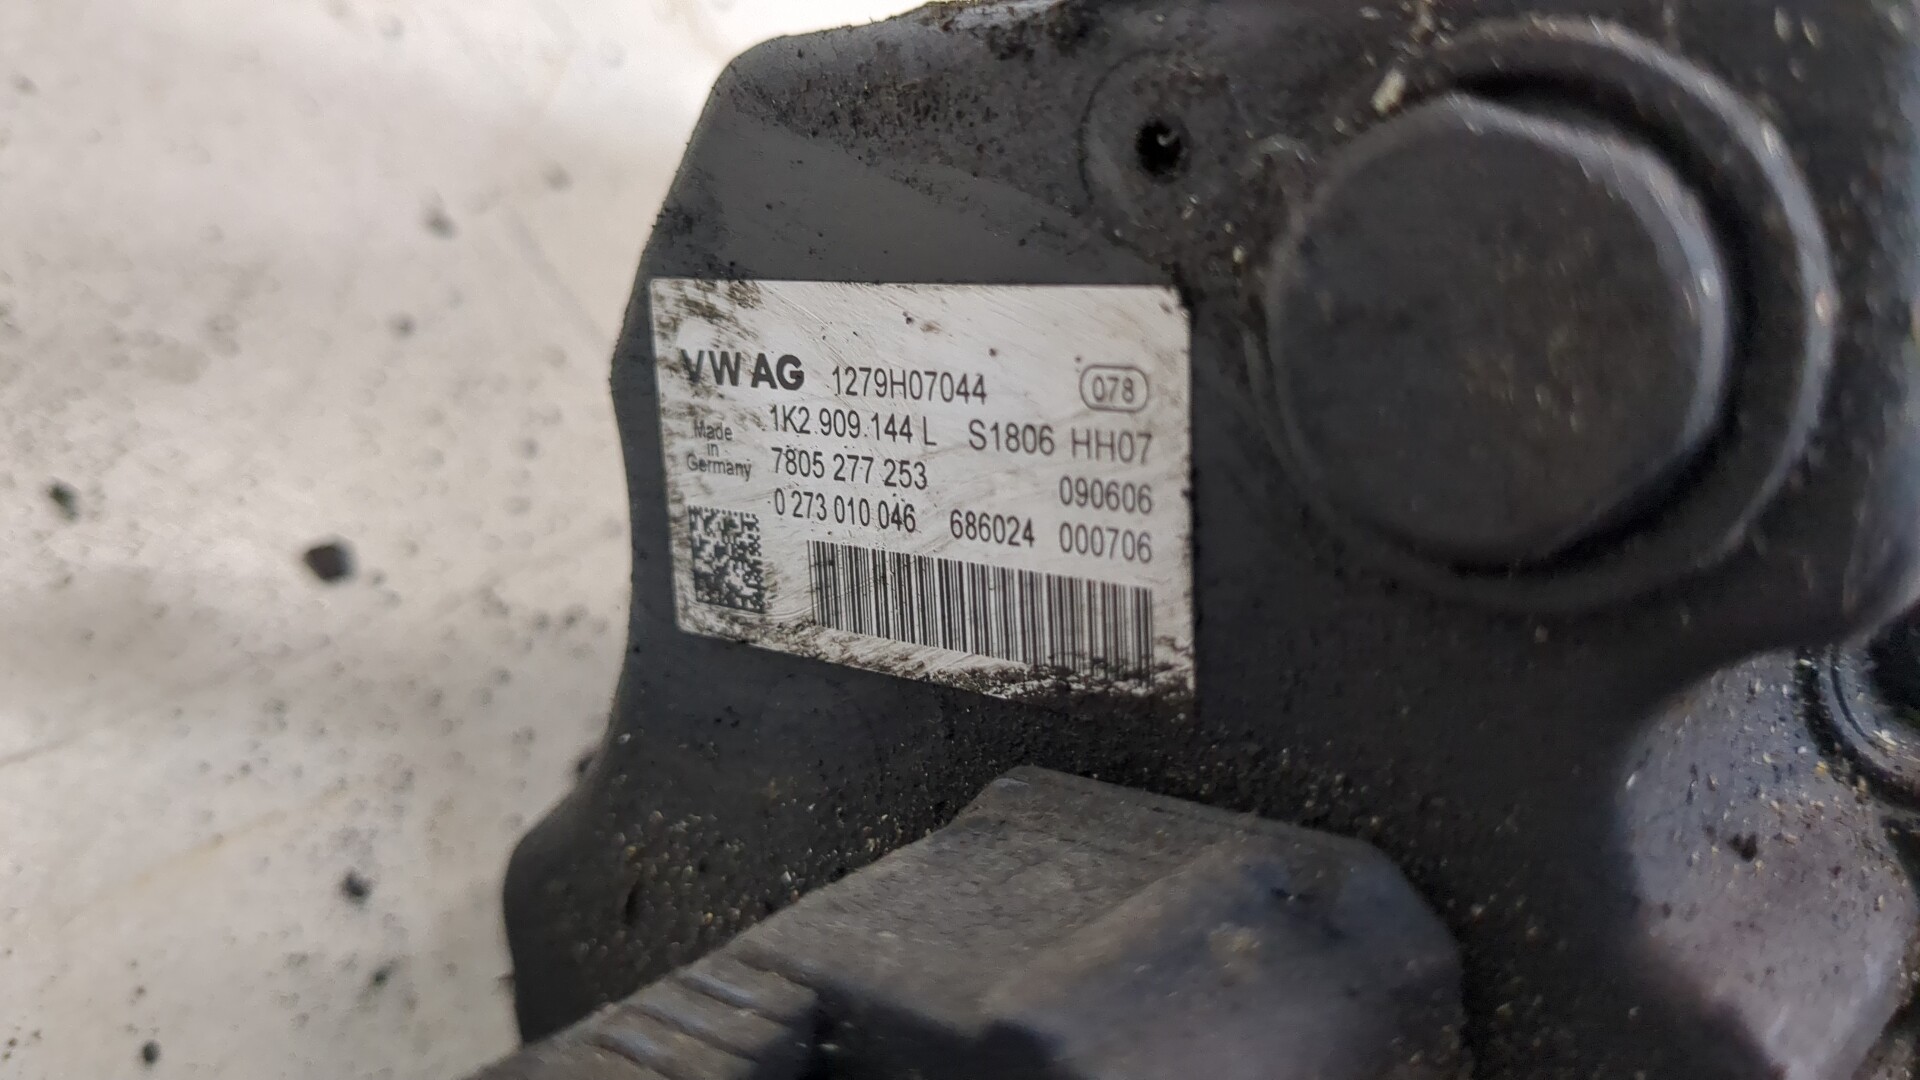 VW AG 1279H07044 078
1K2 909 144 L S1806 HH07
Made in Germany
7805 277 253 090606
0 273 010 046 686024 000706